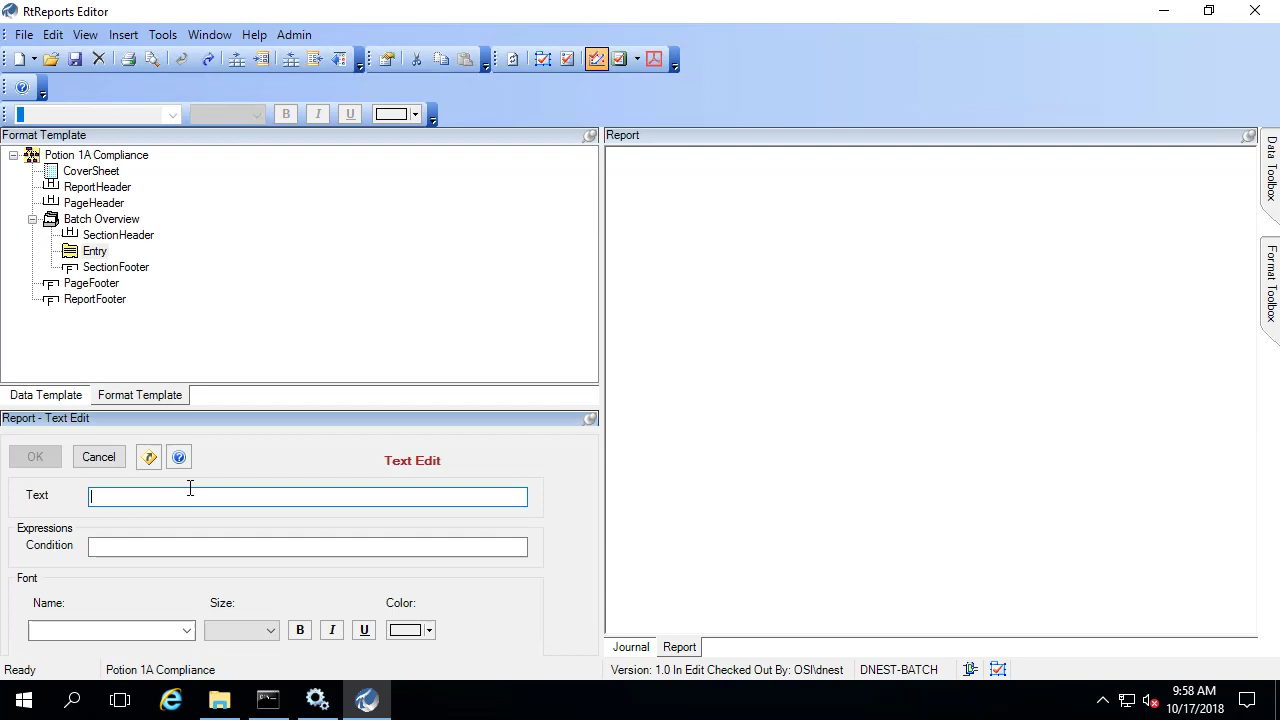 RtReports Editor
File Edit View Insert Tools Window Help Admin
B I U
Format Template
Report
Potion 1A Compliance
CoverSheet
ReportHeader
PageHeader
Batch Overview
SectionHeader
Entry
SectionFooter
PageFooter
ReportFooter
Data Toolbox
Format Toolbox
Data Template Format Template
Report - Text Edit
OK Cancel Text Edit
Text
Expressions
Condition
Font
Name: Size: Color:
B I U
Journal Report
Ready Potion 1A Compliance Version: 1.0 In Edit Checked Out By: OSI\dnest DNEST-BATCH
9:58 AM
10/17/2018